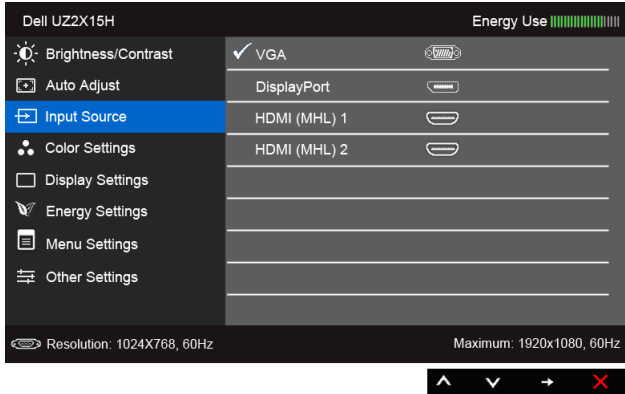 Dell UZ2X15H
Energy Use
Brightness/Contrast
Auto Adjust
Input Source
Color Settings
Display Settings
Energy Settings
Menu Settings
Other Settings
VGA
DisplayPort
HDMI (MHL) 1
HDMI (MHL) 2
Resolution: 1024X768, 60Hz
Maximum: 1920x1080, 60Hz